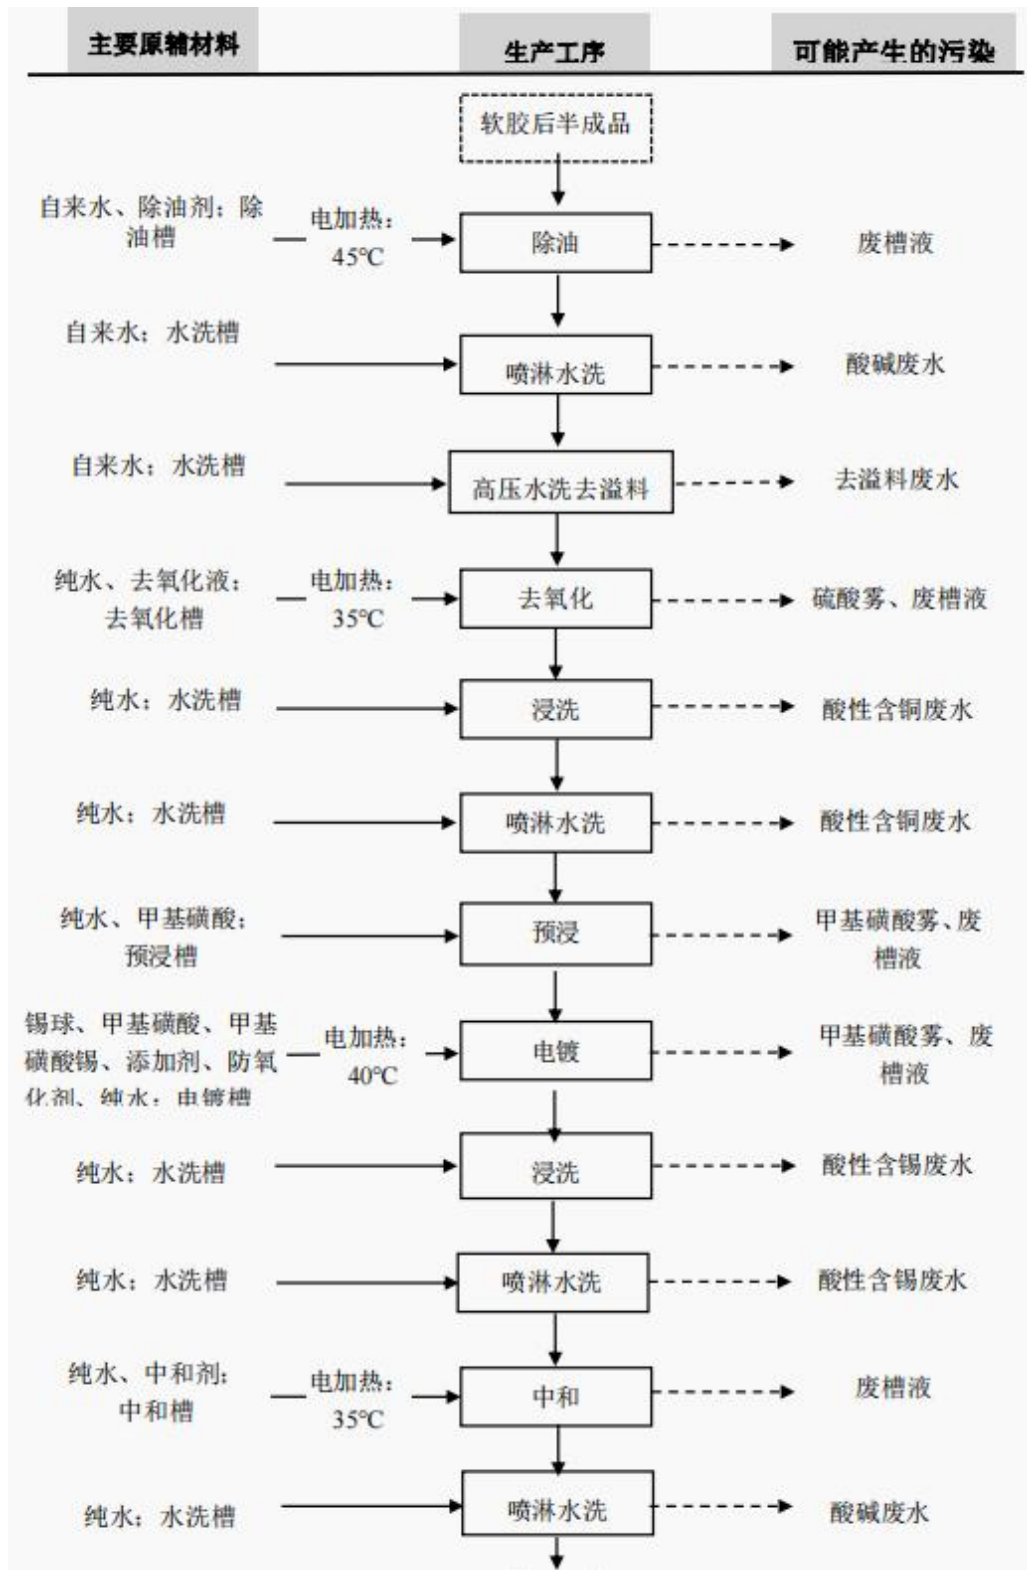 主要原辅材料
生产工序
可能产生的污染
软胶后半成品
自来水、除油剂；除
油槽
电加热：
45℃
除油
废槽液
自来水；水洗槽
喷淋水洗
酸碱废水
自来水；水洗槽
高压水洗去溢料
去溢料废水
纯水、去氧化液；
去氧化槽
电加热：
35℃
去氧化
硫酸雾、废槽液
纯水；水洗槽
浸洗
酸性含铜废水
纯水；水洗槽
喷淋水洗
酸性含铜废水
纯水、甲基磺酸；
预浸槽
预浸
甲基磺酸雾、废
槽液
锡球、甲基磺酸、甲基
磺酸锡、添加剂、防氧
化剂、纯水；电镀槽
电加热：
40℃
电镀
甲基磺酸雾、废
槽液
纯水；水洗槽
浸洗
酸性含锡废水
纯水；水洗槽
喷淋水洗
酸性含锡废水
纯水、中和剂；
中和槽
电加热：
35℃
中和
废槽液
纯水；水洗槽
喷淋水洗
酸碱废水